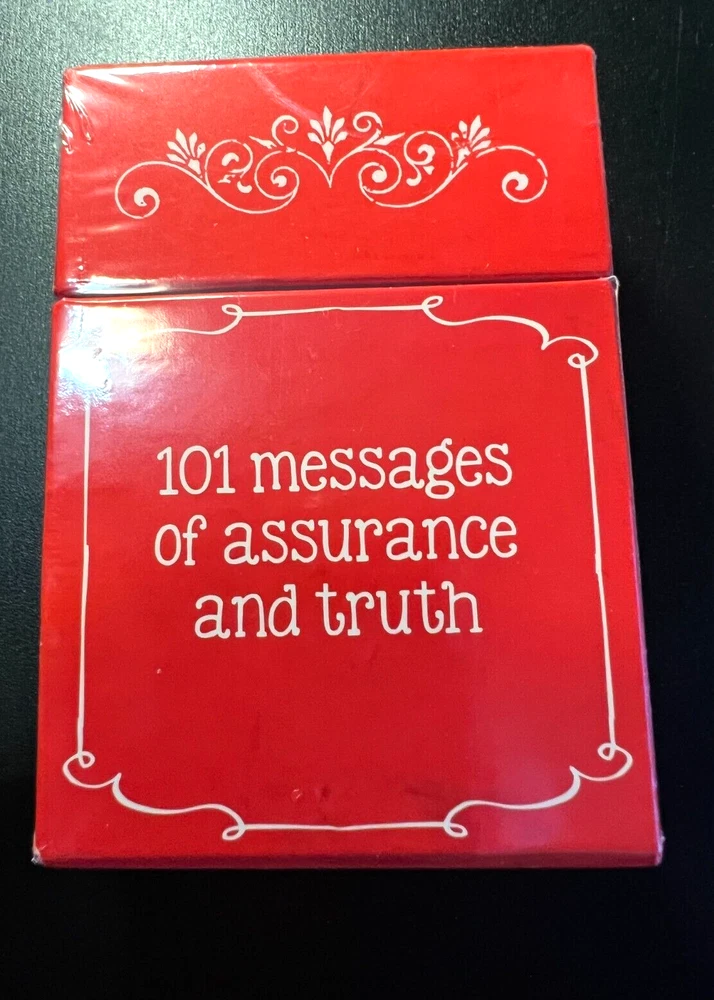 101 messages
of assurance
and truth